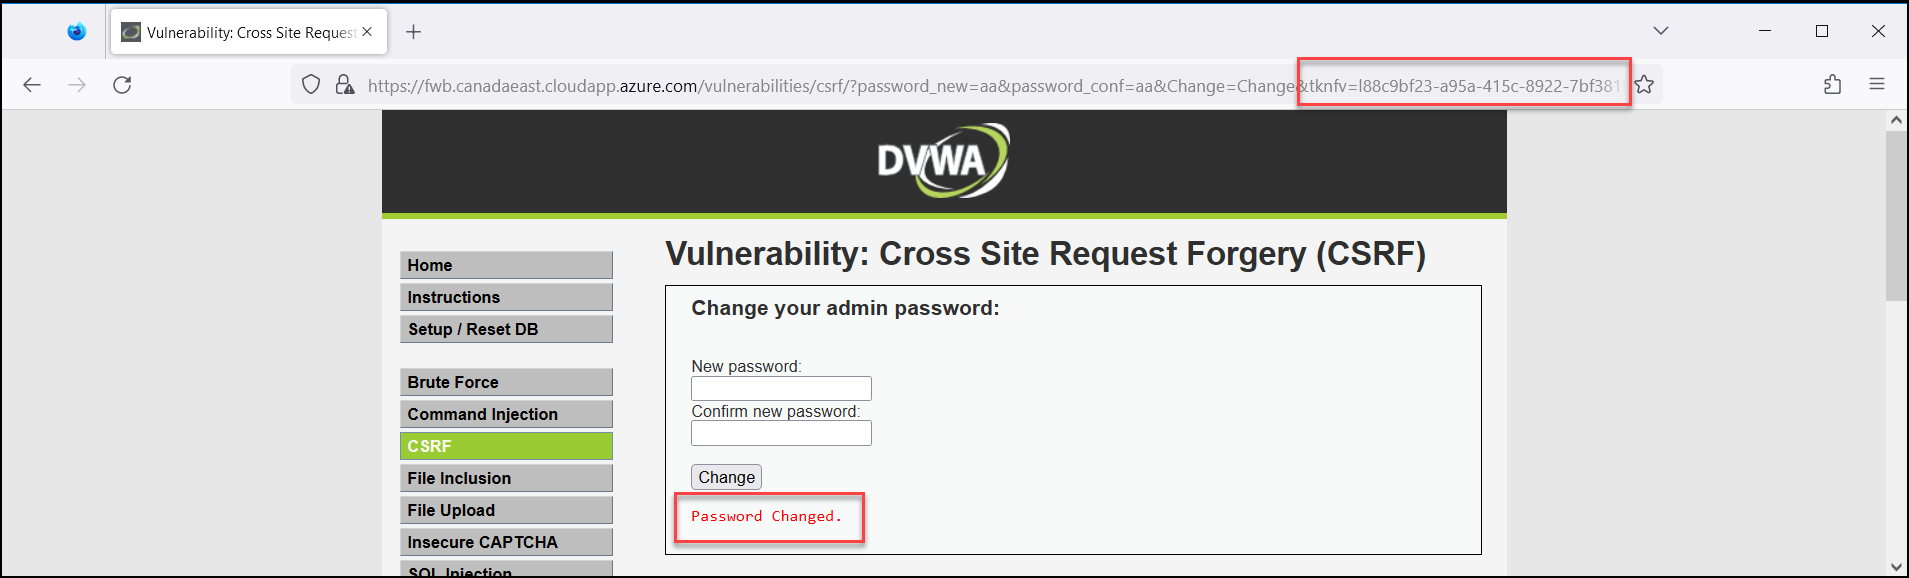 Vulnerability: Cross Site Request
https://fwb.canadaeast.cloudapp.azure.com/vulnerabilities/csrf/?password_new=aa&password_conf=aa&Change=Change&tknfv=l88c9bf23-a95a-415c-8922-7bf381
DVWA
Home
Instructions
Setup / Reset DB
Brute Force
Command Injection
CSRF
File Inclusion
File Upload
Insecure CAPTCHA
SQL Injection
Vulnerability: Cross Site Request Forgery (CSRF)
Change your admin password:
New password:
Confirm new password:
Change
Password Changed.